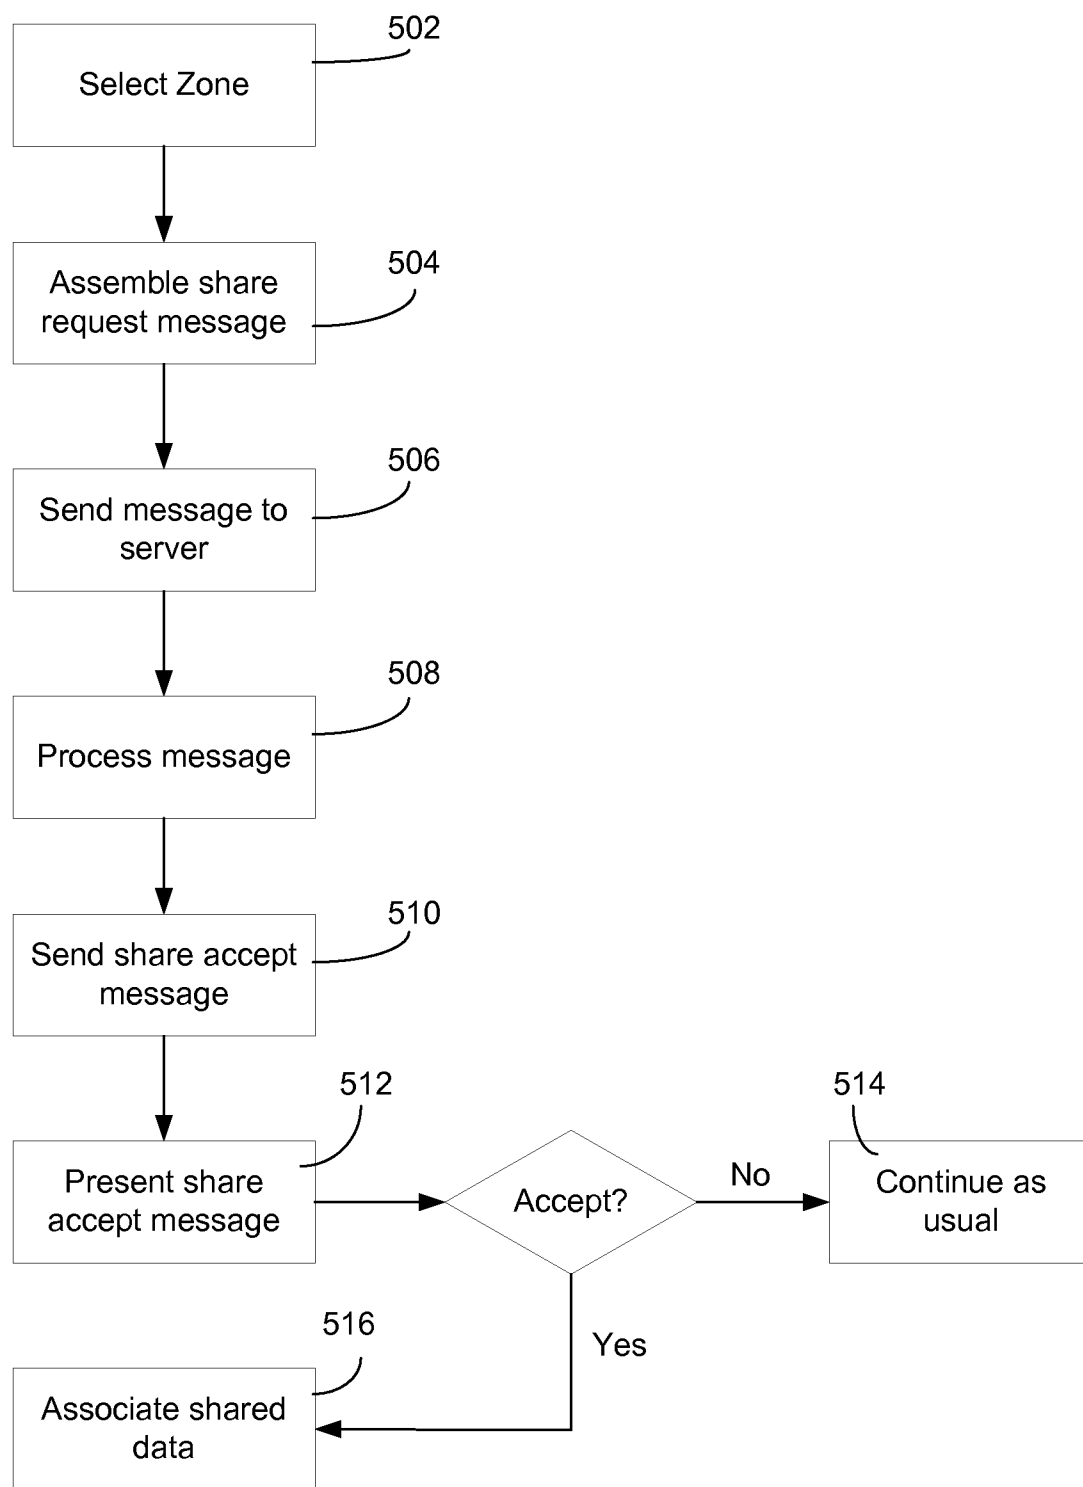 502
Select Zone
504
Assemble share
request message
506
Send message to
server
508
Process message
510
Send share accept
message
512
Present share
accept message
Accept?
No
514
Continue as
usual
Yes
516
Associate shared
data